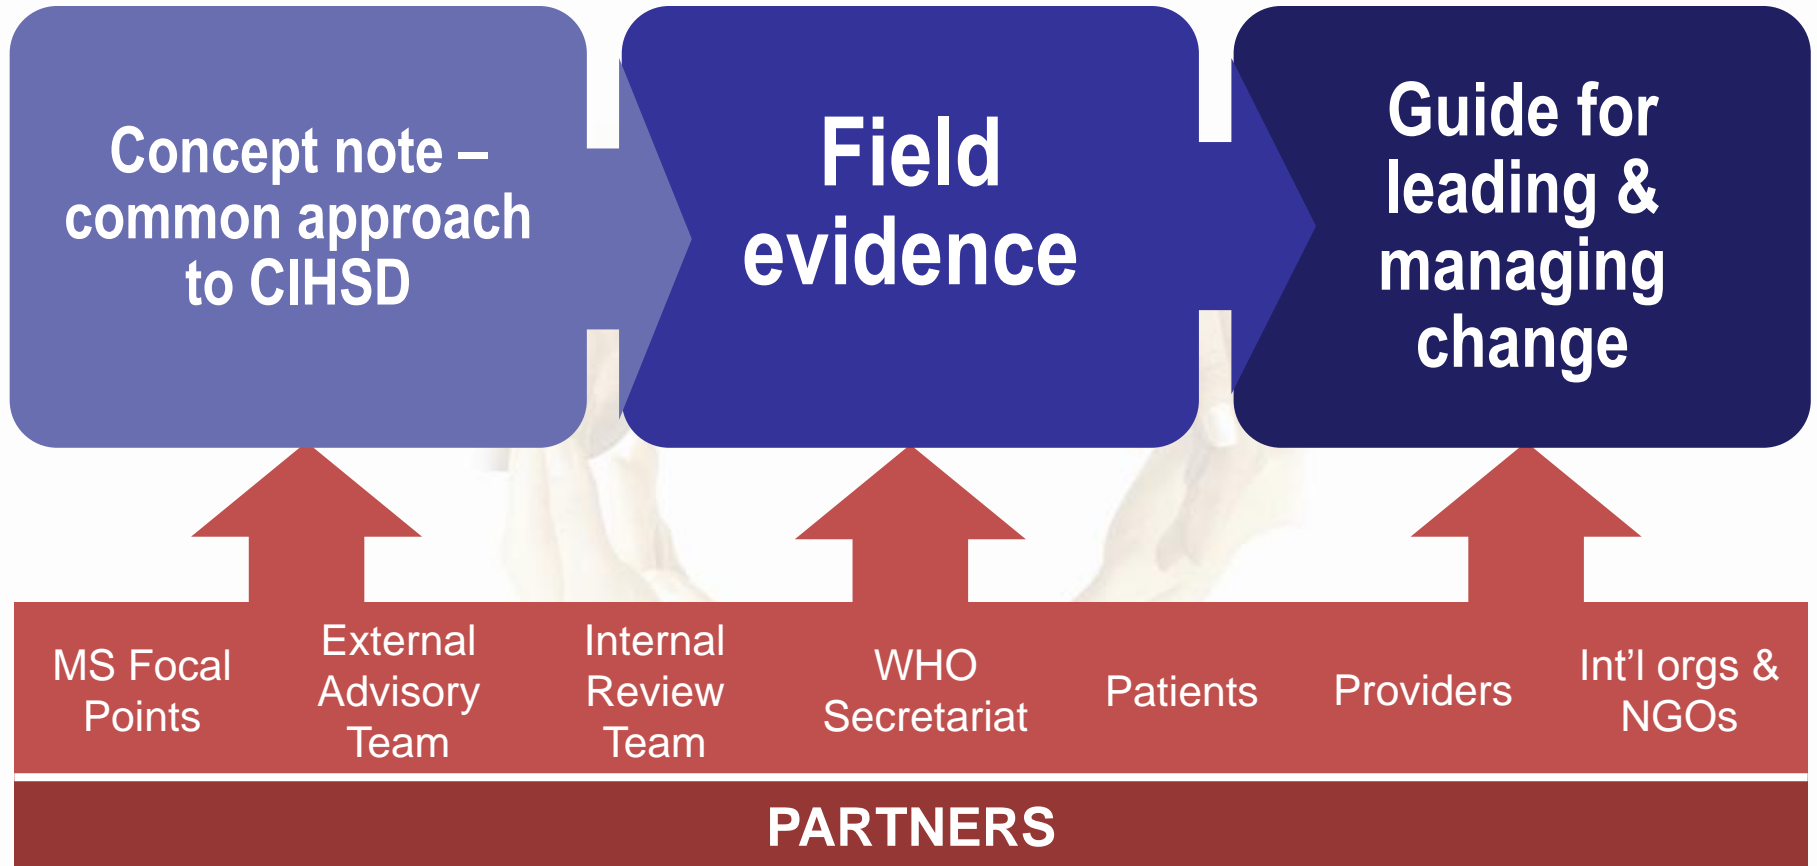 Concept note –
common approach
to CIHSD
Field
evidence
Guide for
leading &
managing
change
MS Focal
Points
External
Advisory
Team
Internal
Review
Team
WHO
Secretariat
Patients
Providers
Int’l orgs &
NGOs
PARTNERS